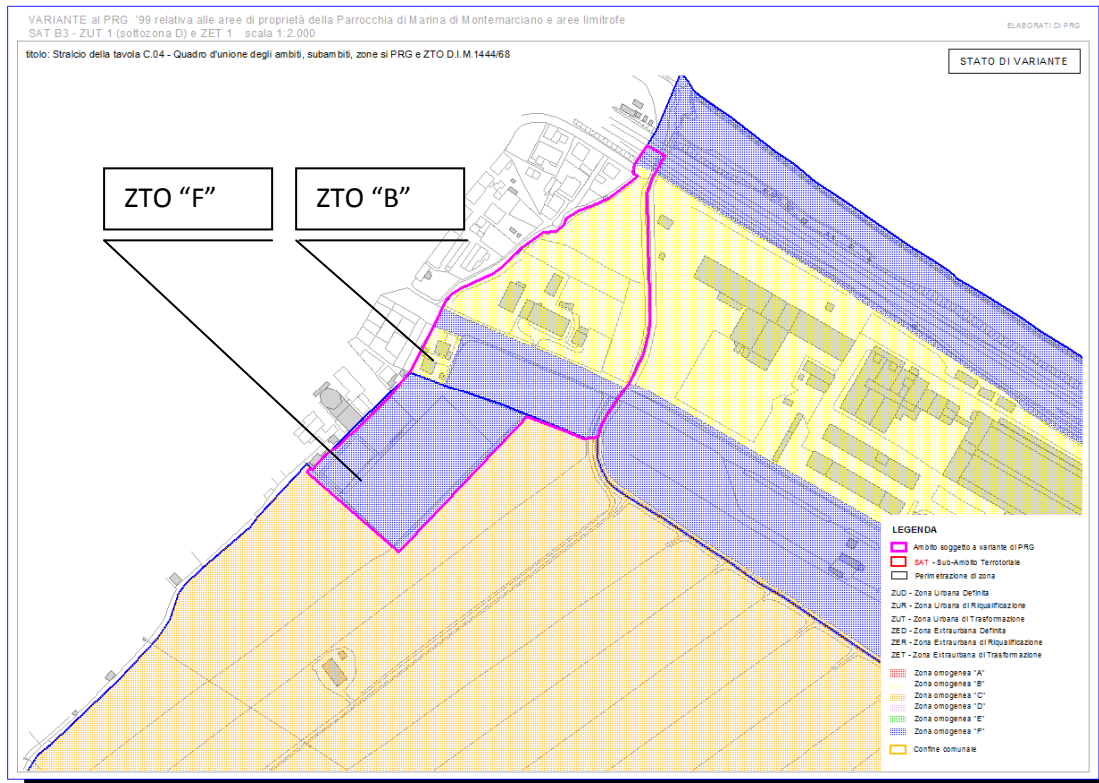 VARIANTE al PRG '99 relativa alle aree di proprietà della Parrocchia di Marina di Montemarciano e aree limitrofe
SAT B3 - ZUT 1 (sottozona D) e ZET 1 scala 1:2.000
ELABORATI DI PRG
titolo: Stralcio della tavola C.04 - Quadro d'unione degli ambiti, subambiti, zone si PRG e ZTO D.I.M.1444/68
STATO DI VARIANTE
ZTO “F”
ZTO “B”
LEGENDA
Ambito soggetto a variante di PRG
SAT - Sub-Ambito Terrotoriale
Perimetrazione di zona
ZUD - Zona Urbana Definita
ZUR - Zona Urbana di Riqualificazione
ZUT - Zona Urbana di Trasformazione
ZED - Zona Extraurbana Definita
ZER - Zona Extraurbana di Riqualificazione
ZET - Zona Extraurbana di Trasformazione
Zona omogenea "A"
Zona omogenea "B"
Zona omogenea "C"
Zona omogenea "D"
Zona omogenea "E"
Zona omogenea "F"
Confine comunale